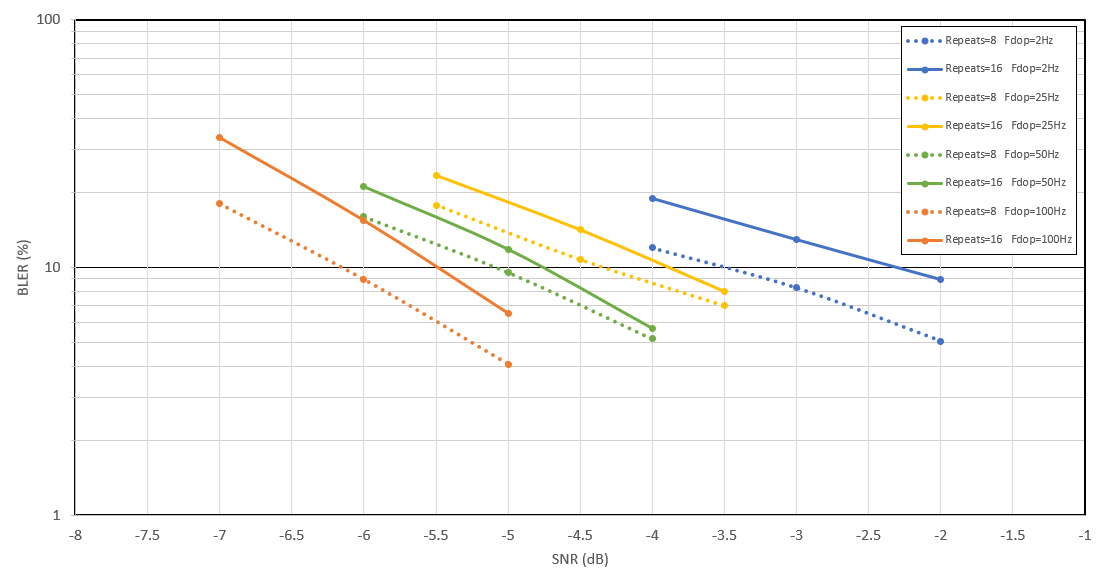 100
10
1
BLER (%)
-8 -7.5 -7 -6.5 -6 -5.5 -5 -4.5 -4 -3.5 -3 -2.5 -2 -1.5 -1
SNR (dB)
Repeats=8 Fdop=2Hz
Repeats=16 Fdop=2Hz
Repeats=8 Fdop=25Hz
Repeats=16 Fdop=25Hz
Repeats=8 Fdop=50Hz
Repeats=16 Fdop=50Hz
Repeats=8 Fdop=100Hz
Repeats=16 Fdop=100Hz